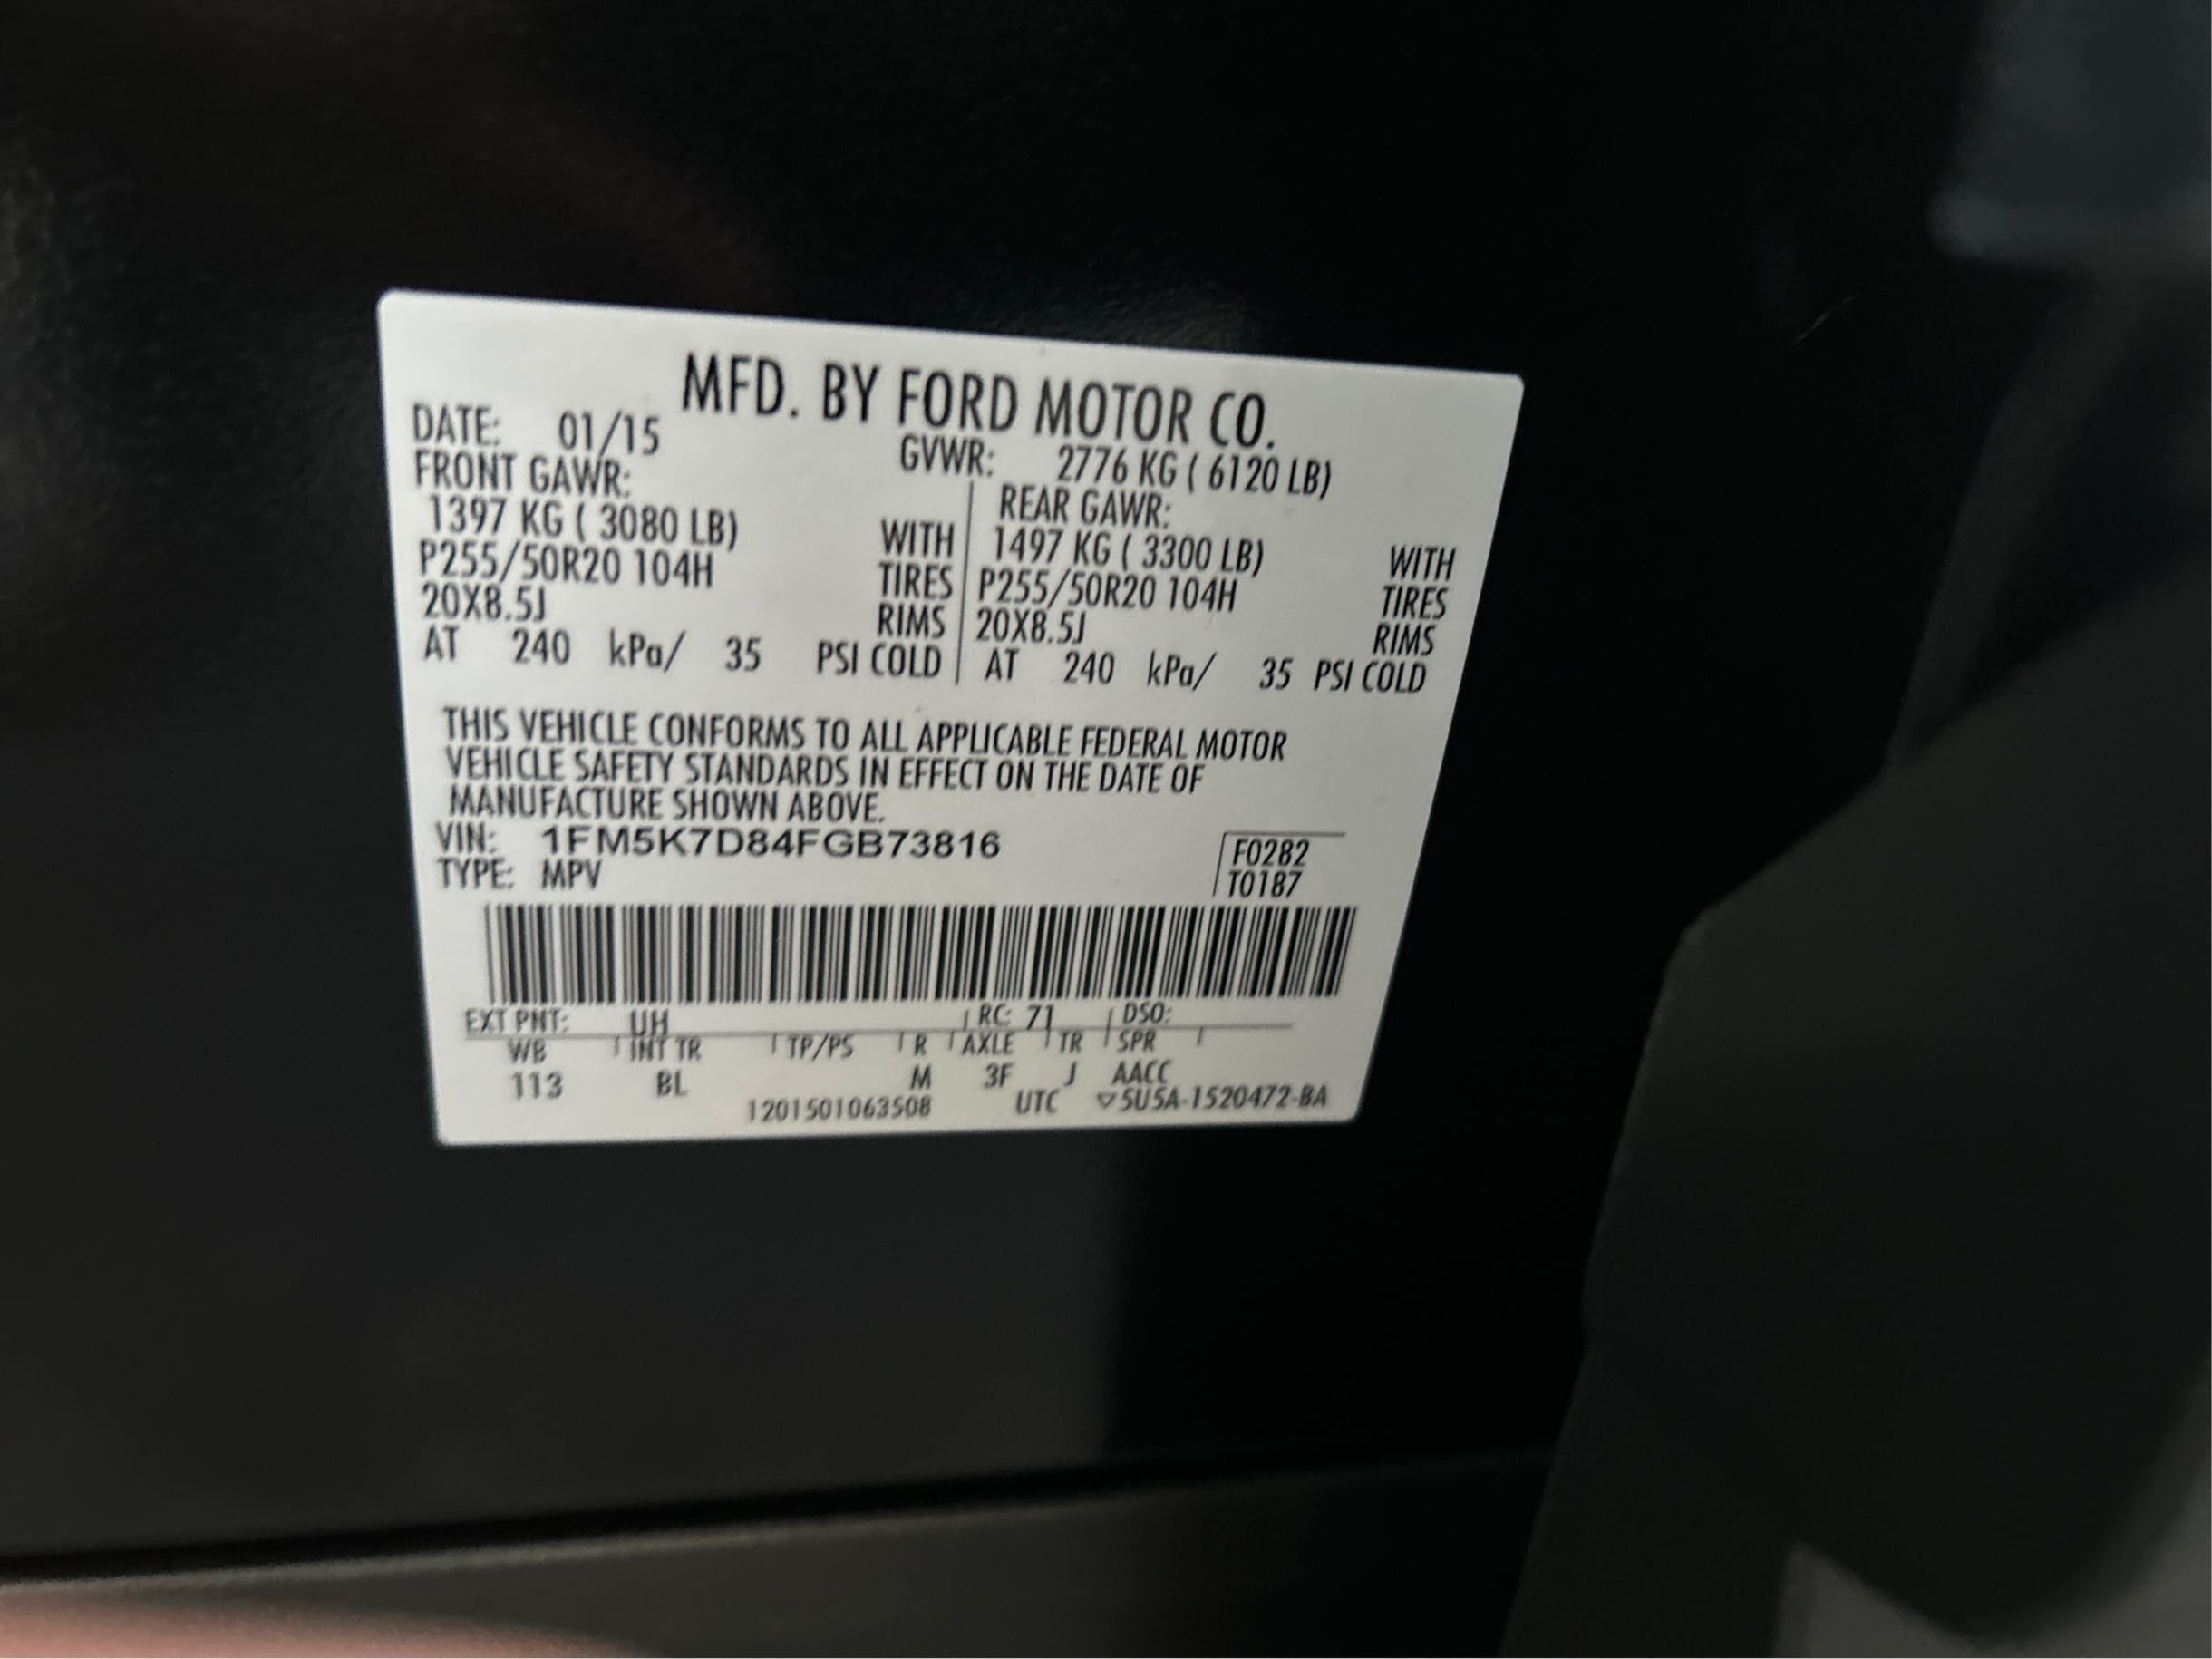 MFD. BY FORD MOTOR CO.
DATE: 01/15 GVWR: 2776 KG ( 6120 LB)
FRONT GAWR: REAR GAWR:
1397 KG ( 3080 LB) WITH 1497 KG ( 3300 LB) WITH
P255/50R20 104H TIRES P255/50R20 104H TIRES
20X8.5J RIMS 20X8.5J RIMS
AT 240 kPa/ 35 PSI COLD AT 240 kPa/ 35 PSI COLD
THIS VEHICLE CONFORMS TO ALL APPLICABLE FEDERAL MOTOR
VEHICLE SAFETY STANDARDS IN EFFECT ON THE DATE OF
MANUFACTURE SHOWN ABOVE.
VIN: 1FM5K7D84FGB73816 F0282
TYPE: MPV T0187
EXT PNT: UH RC: 71 DSO:
WB INT TR TP/PS R AXLE TR SPR
113 BL M 3F J AACC
1201501063508 UTC ▽5U5A-1520472-BA